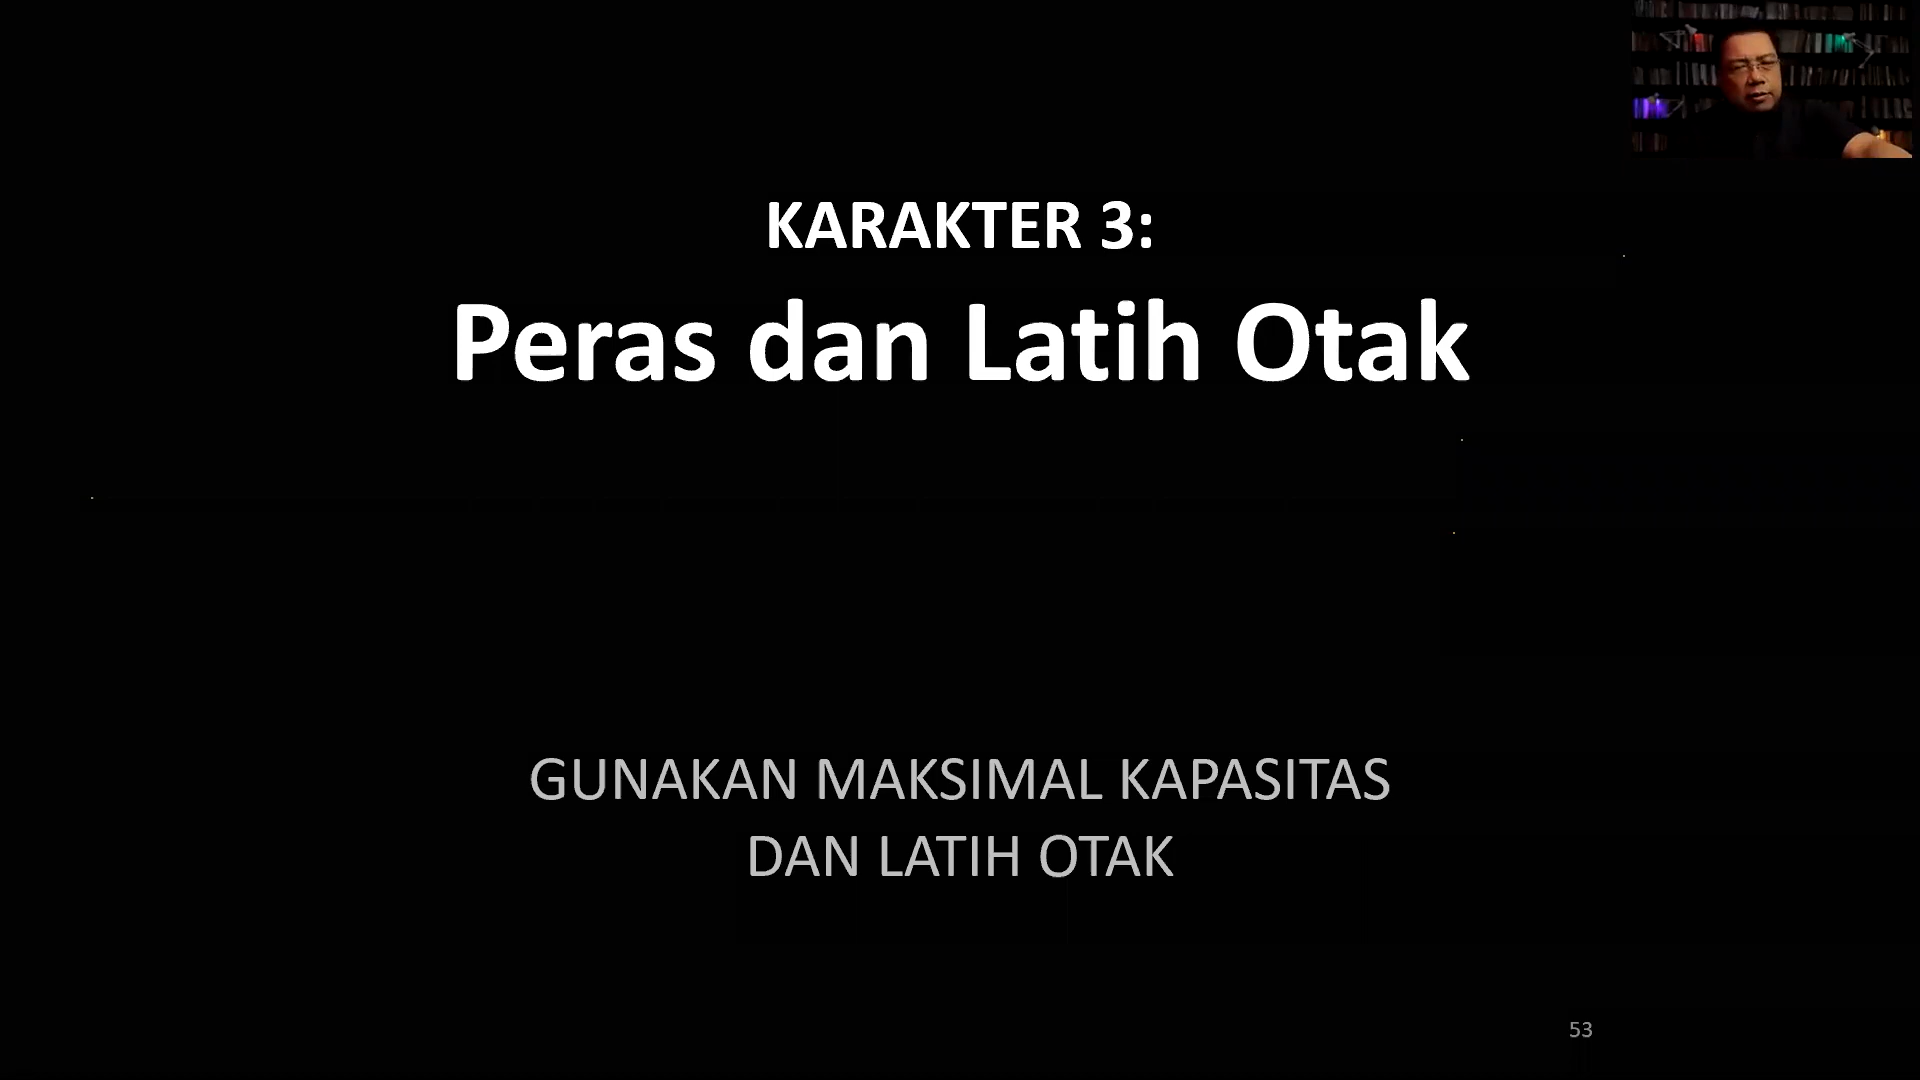 KARAKTER 3:
Peras dan Latih Otak
GUNAKAN MAKSIMAL KAPASITAS
DAN LATIH OTAK
53